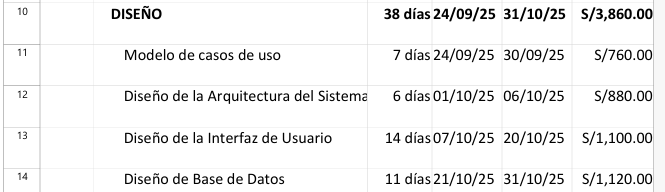 10 DISEÑO 38 días 24/09/25 31/10/25 S/3,860.00
11 Modelo de casos de uso 7 días 24/09/25 30/09/25 S/760.00
12 Diseño de la Arquitectura del Sistema 6 días 01/10/25 06/10/25 S/880.00
13 Diseño de la Interfaz de Usuario 14 días 07/10/25 20/10/25 S/1,100.00
14 Diseño de Base de Datos 11 días 21/10/25 31/10/25 S/1,120.00